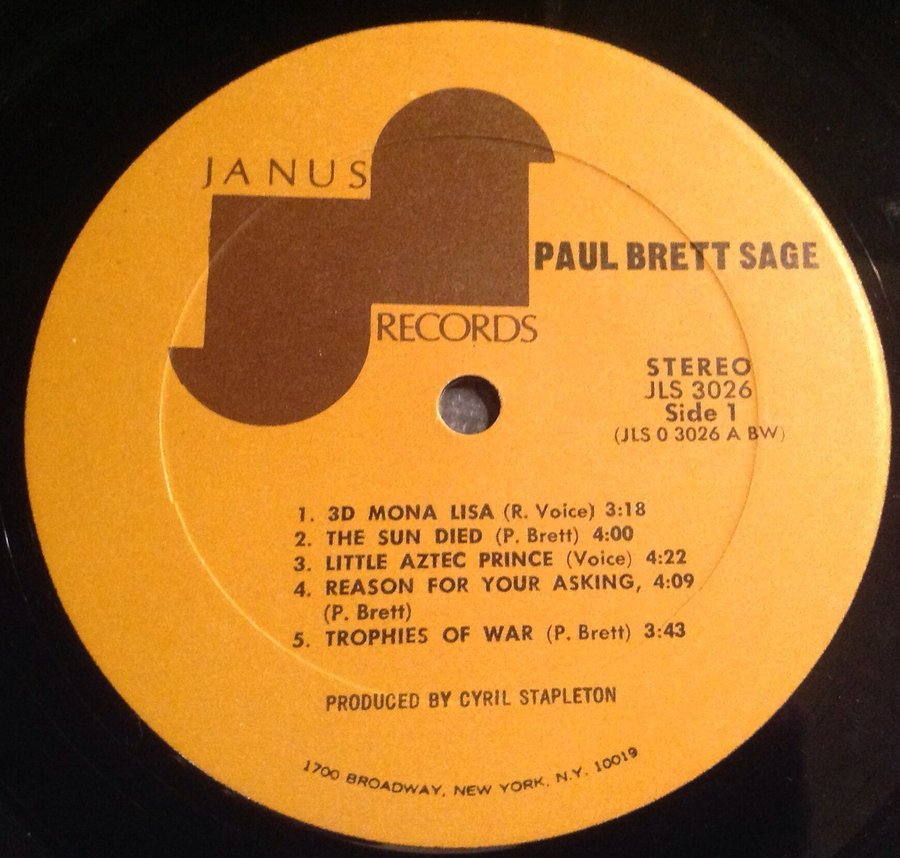 JANUS
RECORDS
PAUL BRETT SAGE
STEREO
JLS 3026
Side 1
(JLS 0 3026 A BW)
1. 3D MONA LISA (R. Voice) 3:18
2. THE SUN DIED (P. Brett) 4:00
3. LITTLE AZTEC PRINCE (Voice) 4:22
4. REASON FOR YOUR ASKING, 4:09
(P. Brett)
5. TROPHIES OF WAR (P. Brett) 3:43
PRODUCED BY CYRIL STAPLETON
1700 BROADWAY, NEW YORK, N.Y. 10019